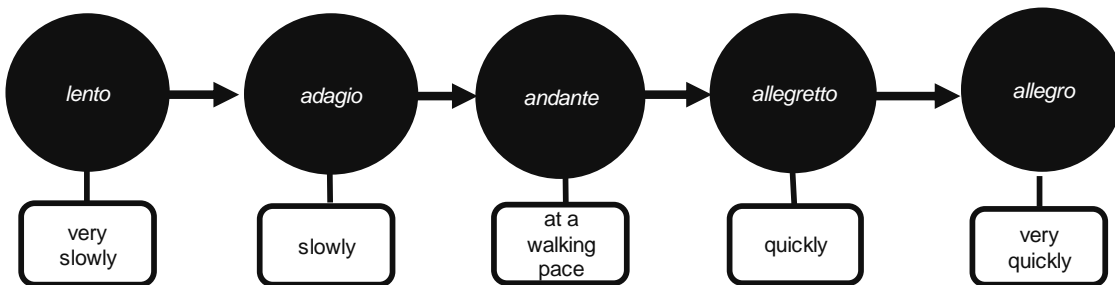 lento
adagio
andante
allegretto
allegro
very
slowly
slowly
at a
walking
pace
quickly
very
quickly